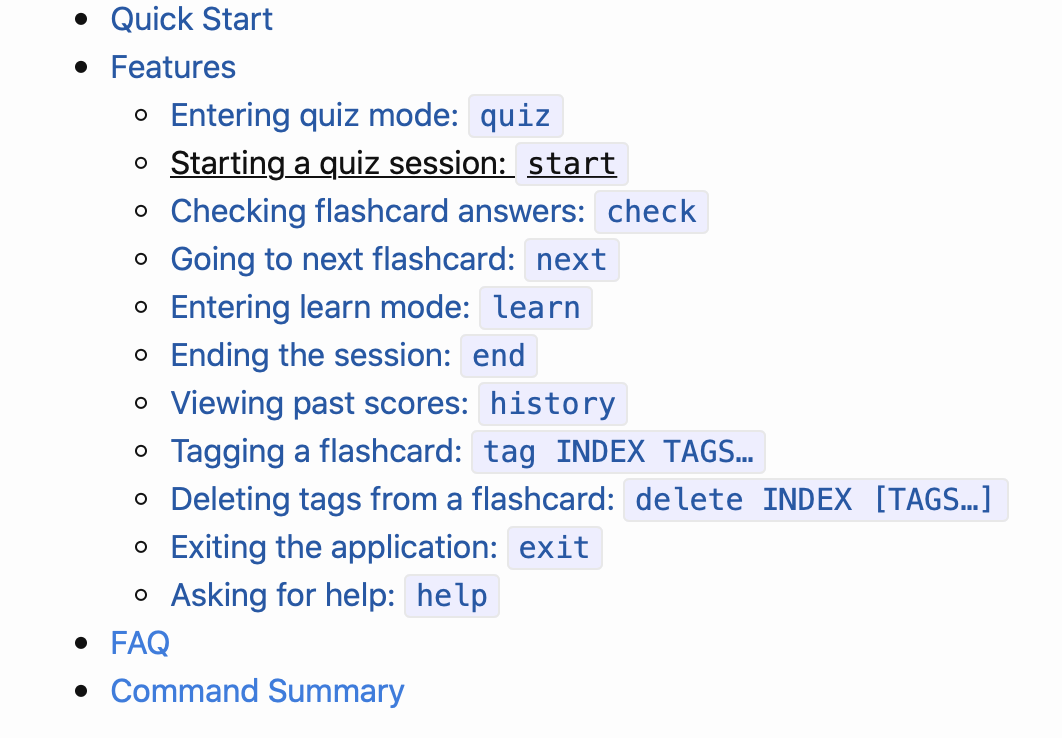 Quick Start
Features
Entering quiz mode: quiz
Starting a quiz session: start
Checking flashcard answers: check
Going to next flashcard: next
Entering learn mode: learn
Ending the session: end
Viewing past scores: history
Tagging a flashcard: tag INDEX TAGS…
Deleting tags from a flashcard: delete INDEX [TAGS…]
Exiting the application: exit
Asking for help: help
FAQ
Command Summary